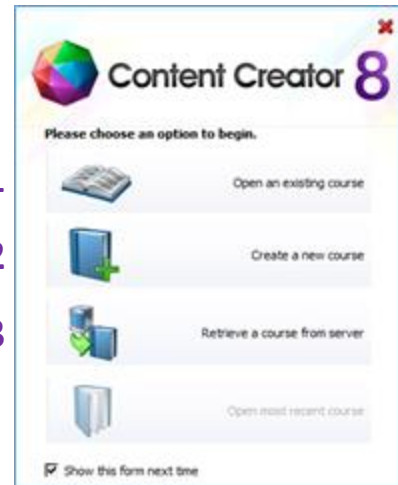 Content Creator 8
Please choose an option to begin.
Open an existing course
2
Create a new course
3
Retrieve a course from server
Open most recent course
Show this form next time